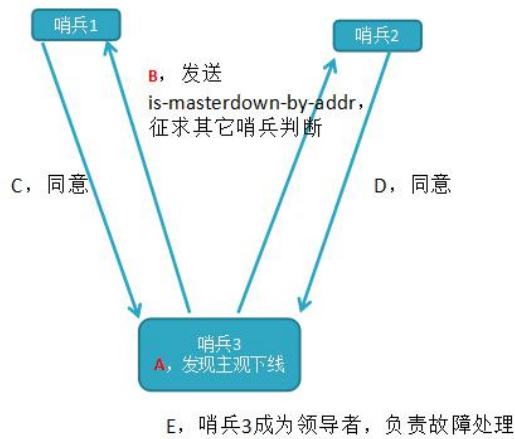 哨兵1
哨兵2
B，发送
is-masterdown-by-addr，
征求其它哨兵判断
C，同意
D，同意
哨兵3
A，发现主观下线
E，哨兵3成为领导者，负责故障处理